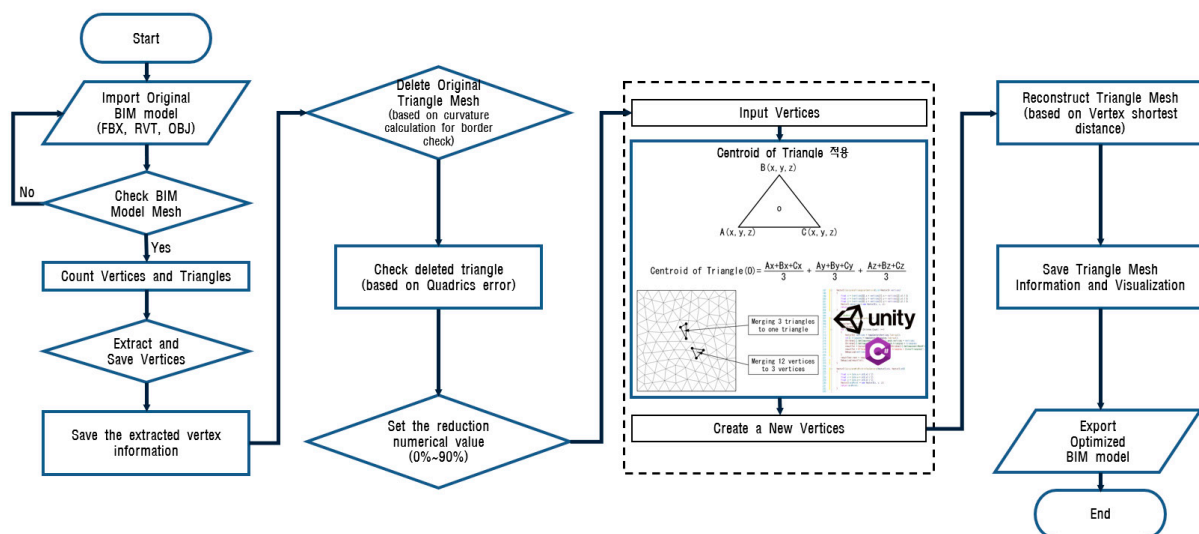 Start
Import Original
BIM model
(FBX, RVT, OBJ)
No
Check BIM
Model Mesh
Yes
Count Vertices and Triangles
Extract and
Save Vertices
Save the extracted vertex
information
Delete Original
Triangle Mesh
(based on curvature
calculation for border
check)
Check deleted triangle
(based on Quadrics error)
Set the reduction
numerical value
(0%~90%)
Input Vertices
Centroid of Triangle 적용
B(x, y, z)
o
A(x, y, z)
C(x, y, z)
Centroid of Triangle(O)= Ax+Bx+Cx/3 + Ay+By+Cy/3 + Az+Bz+Cz/3
Merging 3 triangles
to one triangle
Merging 12 vertices
to 3 vertices
unity
C#
Create a New Vertices
Reconstruct Triangle Mesh
(based on Vertex shortest
distance)
Save Triangle Mesh
Information and Visualization
Export
Optimized
BIM model
End